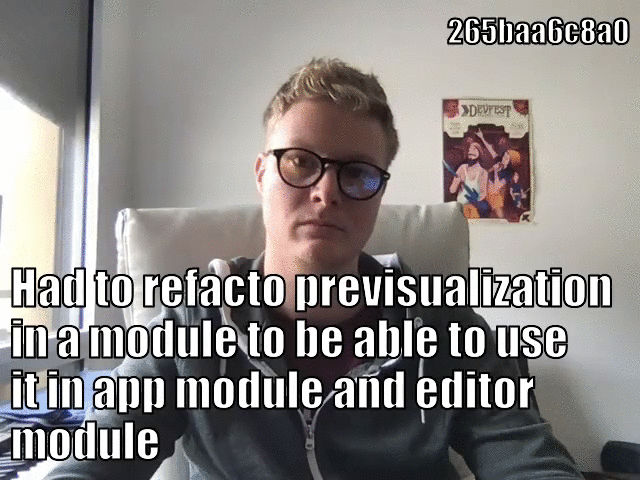 265baa6c8a0
DEVFEST
Had to refacto previsualization
in a module to be able to use
it in app module and editor
module